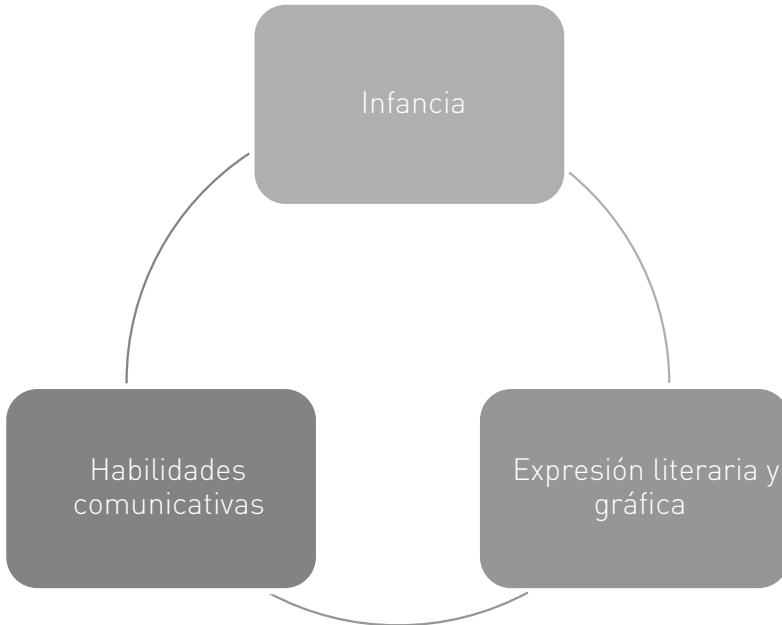 Infancia
Habilidades
comunicativas
Expresión literaria y
gráfica